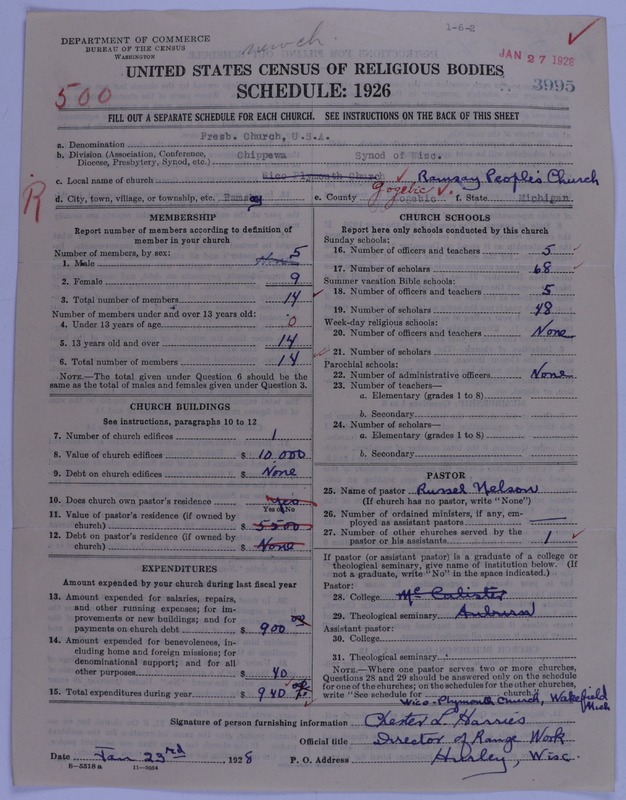 1-6-2
DEPARTMENT OF COMMERCE
BUREAU OF THE CENSUS
WASHINGTON
new ch.
JAN 27 1928
3995
UNITED STATES CENSUS OF RELIGIOUS BODIES
500
SCHEDULE: 1926
FILL OUT A SEPARATE SCHEDULE FOR EACH CHURCH. SEE INSTRUCTIONS ON THE BACK OF THIS SHEET
a. Denomination Presb. Church, U.S.A.
b. Division (Association, Conference, Diocese, Presbytery, Synod, etc.) Chippewa Synod of Wisc.
c. Local name of church Wico Plymouth Church Ramsay People's Church
R
d. City, town, village, or township, etc. Ramsay e. County Gogebic Gogebic f. State Michigan
MEMBERSHIP
Report number of members according to definition of
member in your church
Number of members, by sex:
1. Male None 5
2. Female 9
3. Total number of members 14
Number of members under and over 13 years old:
4. Under 13 years of age 0
5. 13 years old and over 14
6. Total number of members 14
NOTE.—The total given under Question 6 should be the
same as the total of males and females given under Question 3.
CHURCH BUILDINGS
See instructions, paragraphs 10 to 12
7. Number of church edifices 1
8. Value of church edifices $ 10,000
9. Debt on church edifices $ None
10. Does church own pastor's residence Yes
Yes or No
11. Value of pastor's residence (if owned by
church) $ 5500
12. Debt on pastor's residence (if owned by
church) $ None
EXPENDITURES
Amount expended by your church during last fiscal year
13. Amount expended for salaries, repairs,
and other running expenses; for im-
provements or new buildings; and for
payments on church debt $ 900 00
14. Amount expended for benevolences, in-
cluding home and foreign missions; for
denominational support; and for all
other purposes $ 40
15. Total expenditures during year $ 940 00
CHURCH SCHOOLS
Report here only schools conducted by this church
Sunday schools:
16. Number of officers and teachers 5
17. Number of scholars 68
Summer vacation Bible schools:
18. Number of officers and teachers 5
19. Number of scholars 48
Week-day religious schools:
20. Number of officers and teachers None
21. Number of scholars
Parochial schools:
22. Number of administrative officers None
23. Number of teachers—
a. Elementary (grades 1 to 8)
b. Secondary
24. Number of scholars—
a. Elementary (grades 1 to 8)
b. Secondary
PASTOR
25. Name of pastor Russel Nelson
(If church has no pastor, write "None")
26. Number of ordained ministers, if any, em-
ployed as assistant pastors —
27. Number of other churches served by the
pastor or his assistants 1
If pastor (or assistant pastor) is a graduate of a college or
theological seminary, give name of institution below. (If
not a graduate, write "No" in the space indicated.)
Pastor:
28. College McCalister
29. Theological seminary Auburn
Assistant pastor:
30. College
31. Theological seminary
NOTE.—Where one pastor serves two or more churches,
Questions 28 and 29 should be answered only on the schedule
for one of the churches; on the schedules for the other churches,
write "See schedule for church."
Wico-Plymouth Church, Wakefield Mich
Signature of person furnishing information Chester L. Harries
Official title Director of Range Work
Date Jan 23rd, 1928 P. O. Address Hurley, Wisc.
8—5518 a 11—9064